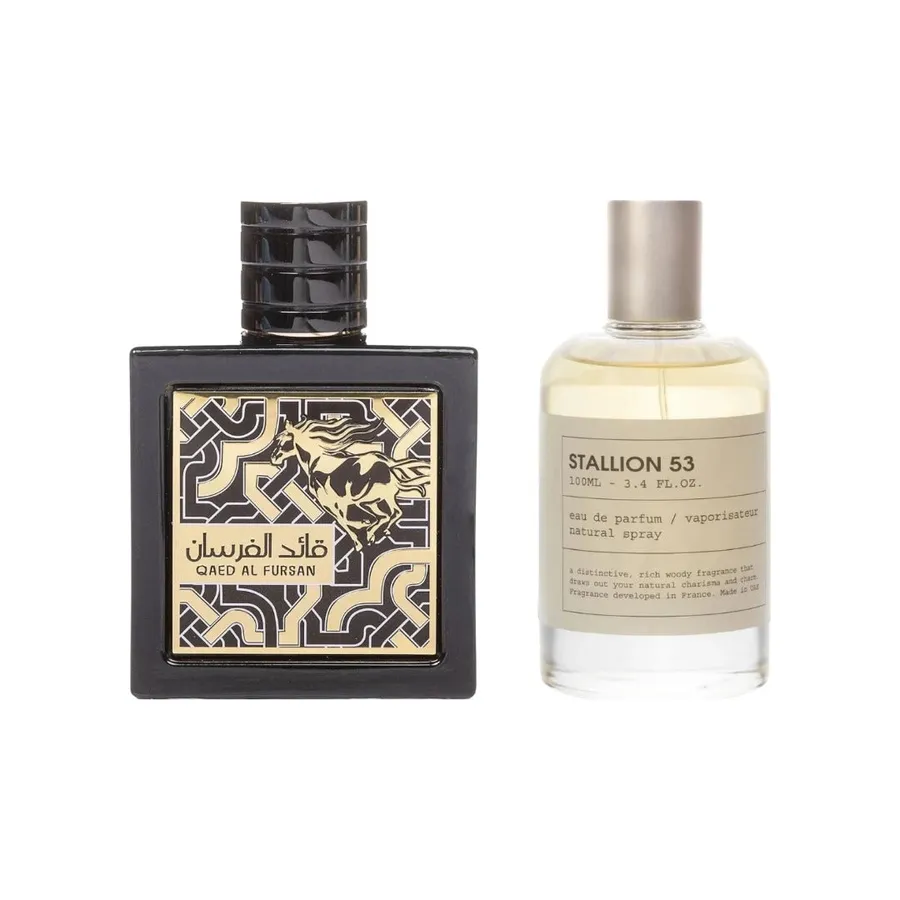 قائد الفرسان
QAED AL FURSAN
STALLION 53
100ML - 3.4 FL.OZ.
eau de parfum / vaporisateur
natural spray
a distinctive, rich woody fragrance that
draws out your natural charisma and charm.
Fragrance developed in France. Made in UAE